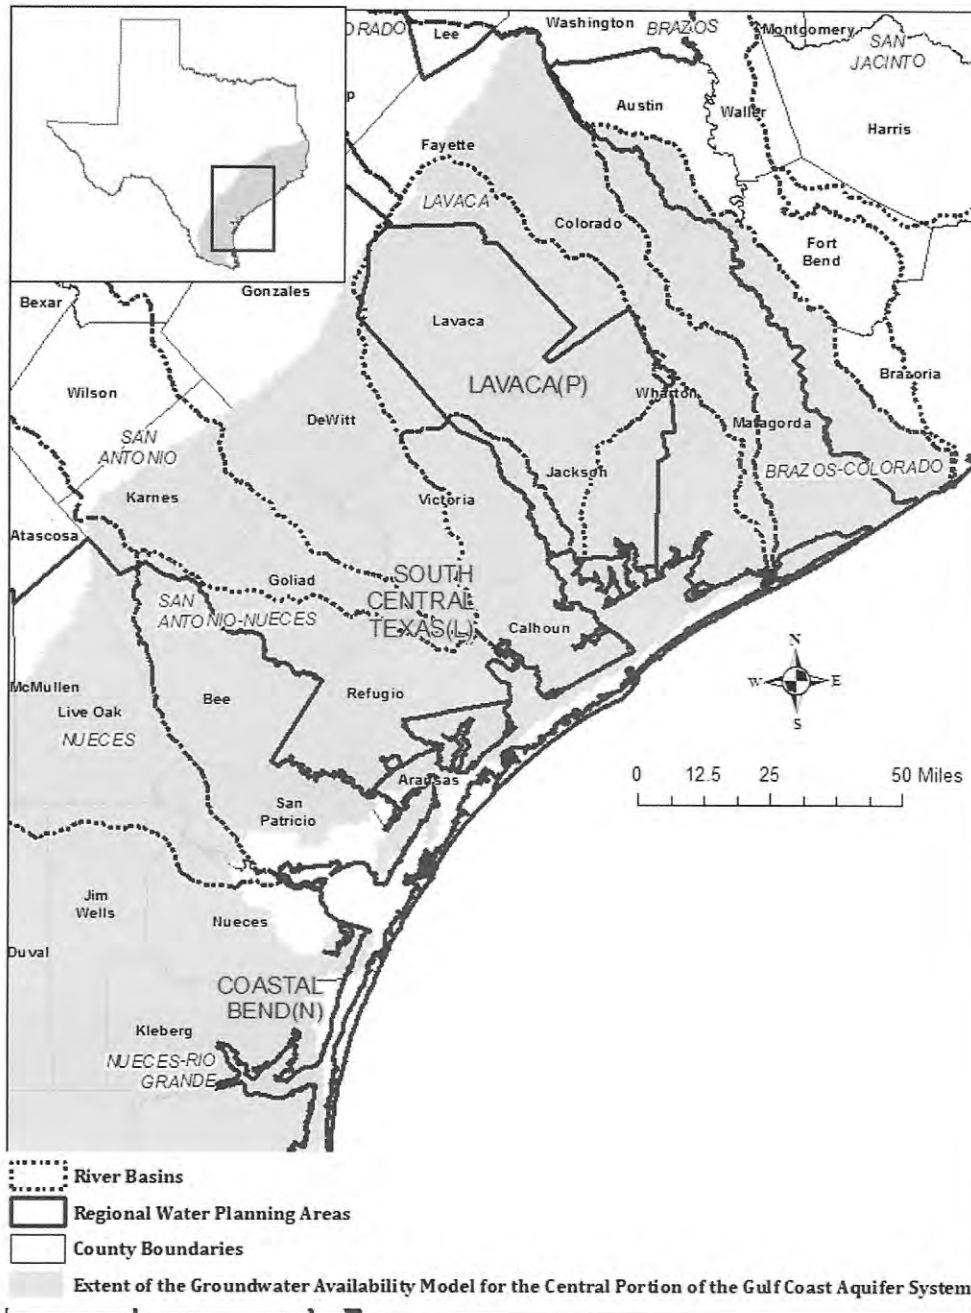 ORADO
Lee
Washington
BRAZOS
Montgomery
SAN
JACINTO
Austin
Waller
Harris
Fayette
LAVACA
Colorado
Fort
Bend
Bexar
Gonzales
Lavaca
Brazoria
Wilson
LAVACA(P)
Wharton
DeWitt
Matagorda
SAN
ANTONIO
BRAZOS-COLORADO
Karnes
Victoria
Jackson
Atascosa
Goliad
SOUTH
CENTRAL
TEXAS(L)
SAN
ANTONIO-NUECES
Calhoun
McMullen
Bee
Refugio
Live Oak
NUECES
N
W E
S
Aransas
0 12.5 25 50 Miles
San
Patricio
Jim
Wells
Nueces
Duval
COASTAL
BEND(N)
Kleberg
NUECES-RIO
GRANDE
River Basins
Regional Water Planning Areas
County Boundaries
Extent of the Groundwater Availability Model for the Central Portion of the Gulf Coast Aquifer System